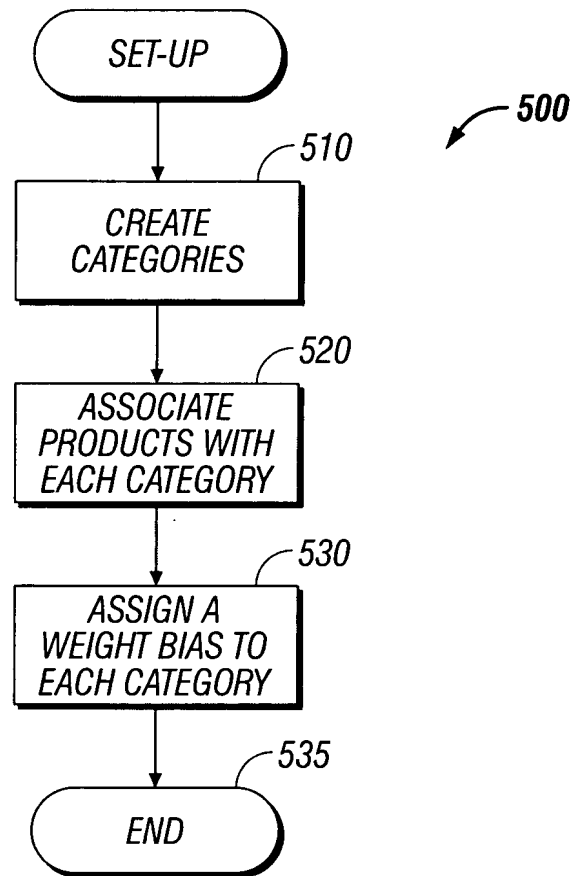 SET-UP
500
510
CREATE
CATEGORIES
520
ASSOCIATE
PRODUCTS WITH
EACH CATEGORY
530
ASSIGN A
WEIGHT BIAS TO
EACH CATEGORY
535
END